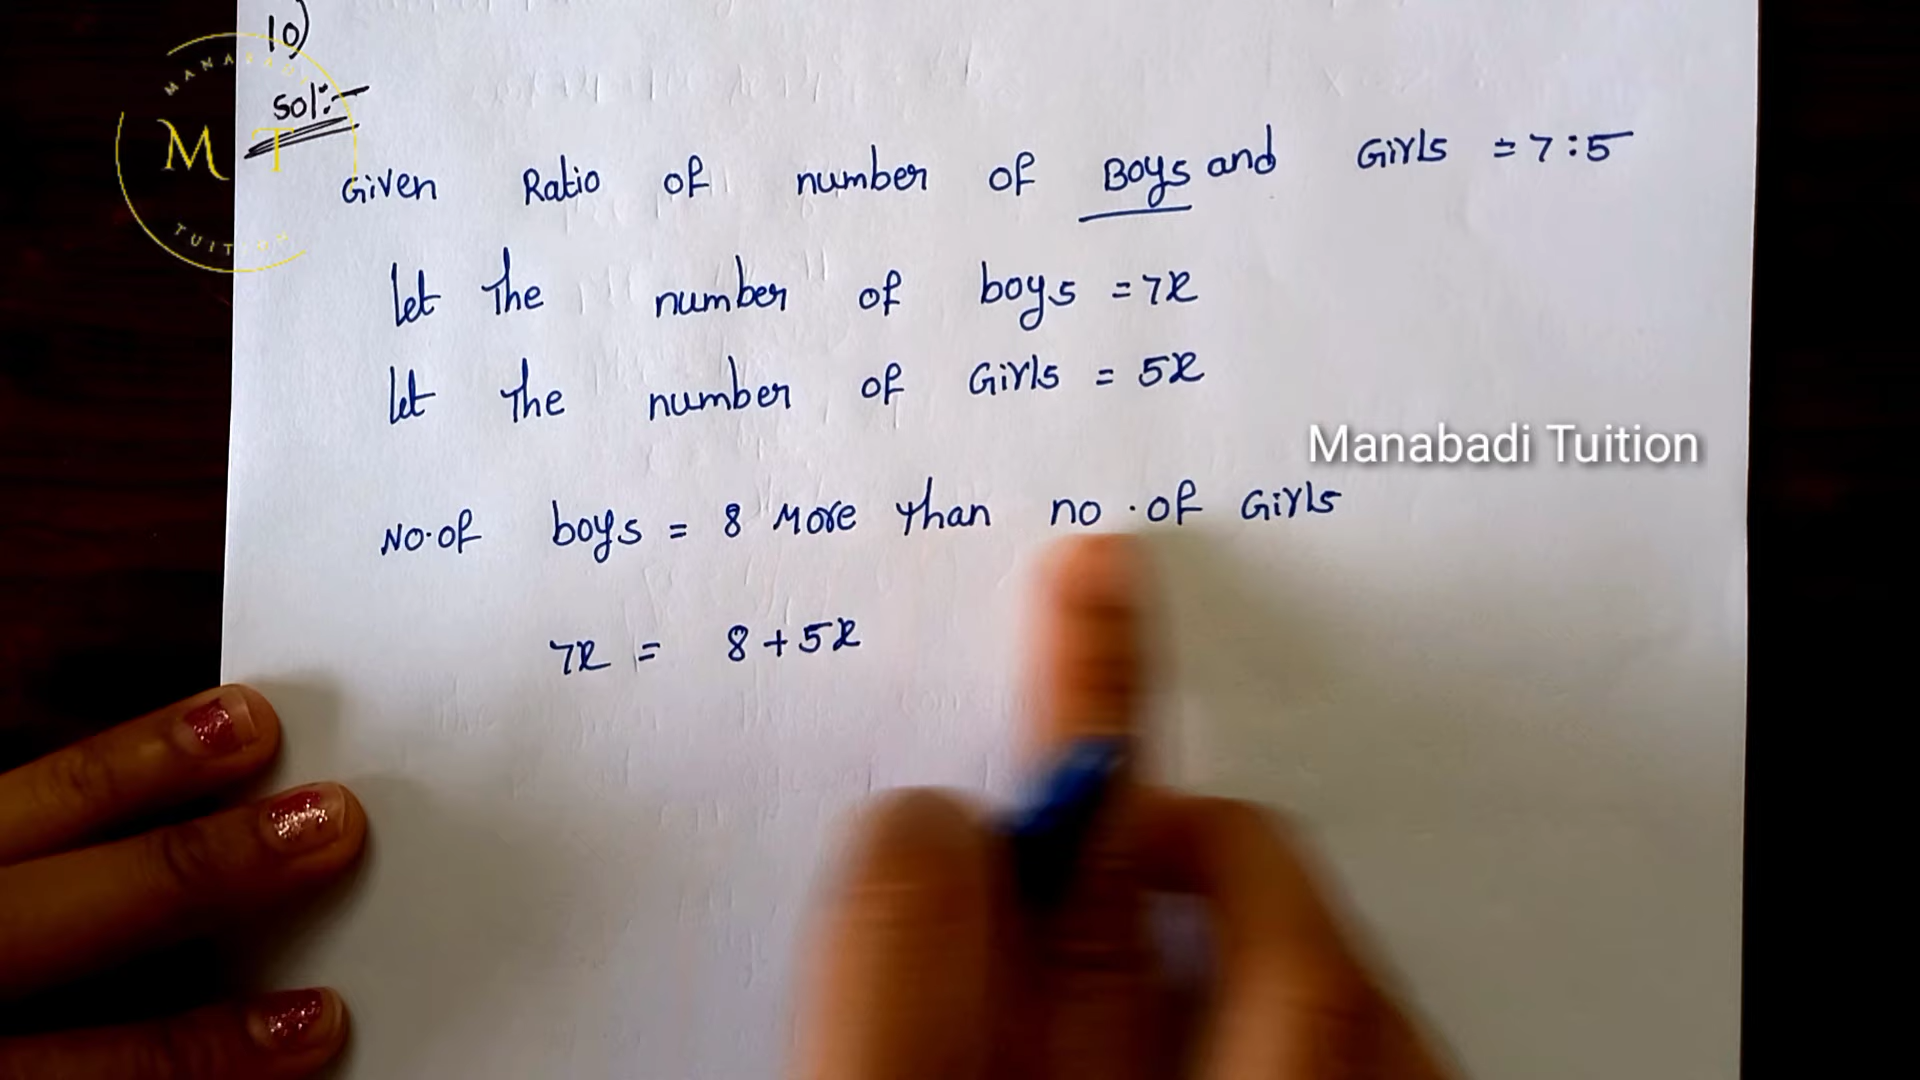 10)
Sol:-
MANABADI
M T
TUITION
Given Ratio of number of Boys and Girls = 7:5
let the number of boys = 7x
let the number of Girls = 5x
Manabadi Tuition
No.of boys = 8 More than no.of Girls
7x = 8+5x